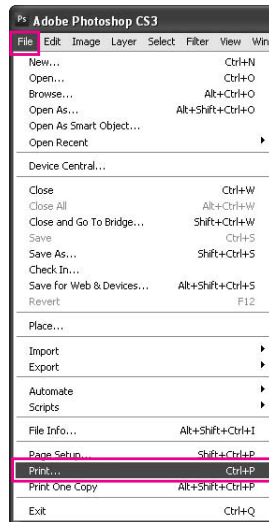 Ps Adobe Photoshop CS3
File Edit Image Layer Select Filter View Win
New... Ctrl+N
Open... Ctrl+O
Browse... Alt+Ctrl+O
Open As... Alt+Shift+Ctrl+O
Open As Smart Object...
Open Recent
Device Central...
Close Ctrl+W
Close All Alt+Ctrl+W
Close and Go To Bridge... Shift+Ctrl+W
Save Ctrl+S
Save As... Shift+Ctrl+S
Check In...
Save for Web & Devices... Alt+Shift+Ctrl+S
Revert F12
Place...
Import
Export
Automate
Scripts
File Info... Alt+Shift+Ctrl+I
Page Setup... Shift+Ctrl+P
Print... Ctrl+P
Print One Copy Alt+Shift+Ctrl+P
Exit Ctrl+Q